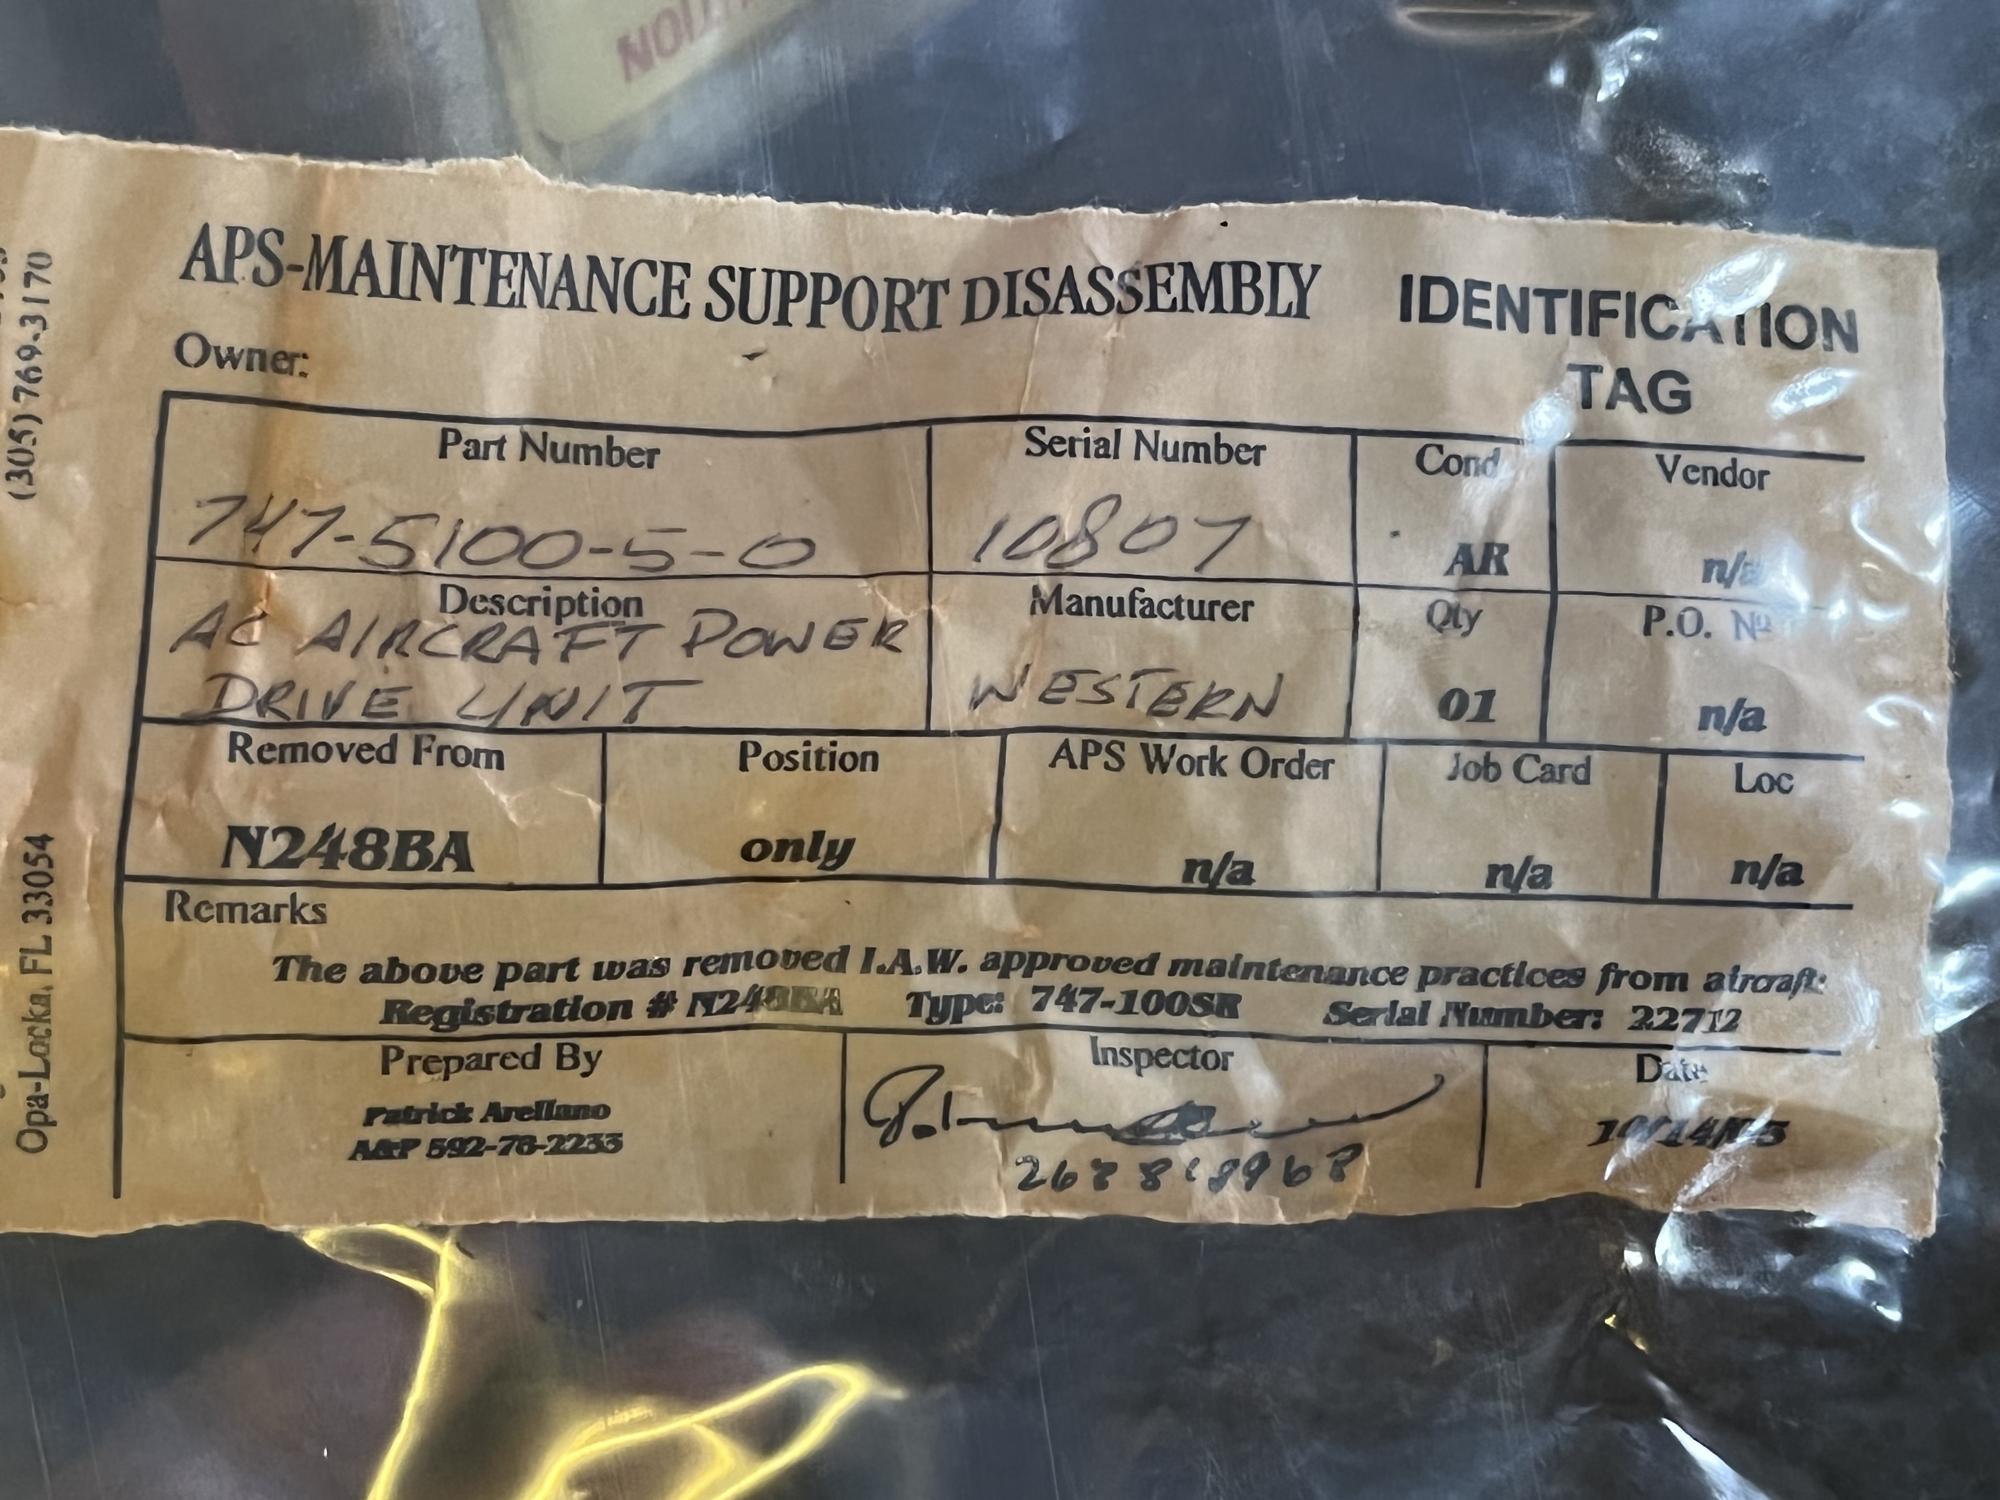 APS-MAINTENANCE SUPPORT DISASSEMBLY IDENTIFICATION TAG
Owner:
Part Number Serial Number Cond Vendor
747-5100-5-0 10807 AR n/a
Description Manufacturer Qty P.O. Nº
AC AIRCRAFT POWER
DRIVE UNIT WESTERN 01 n/a
Removed From Position APS Work Order Job Card Loc
N248BA only n/a n/a n/a
Remarks
The above part was removed I.A.W. approved maintenance practices from aircraft:
Registration # N248BA Type: 747-100SR Serial Number: 22712
Prepared By Inspector Date
Patrick Arellano
A&P 592-78-2233
(305) 769-3170
Opa-Locka, FL 33054